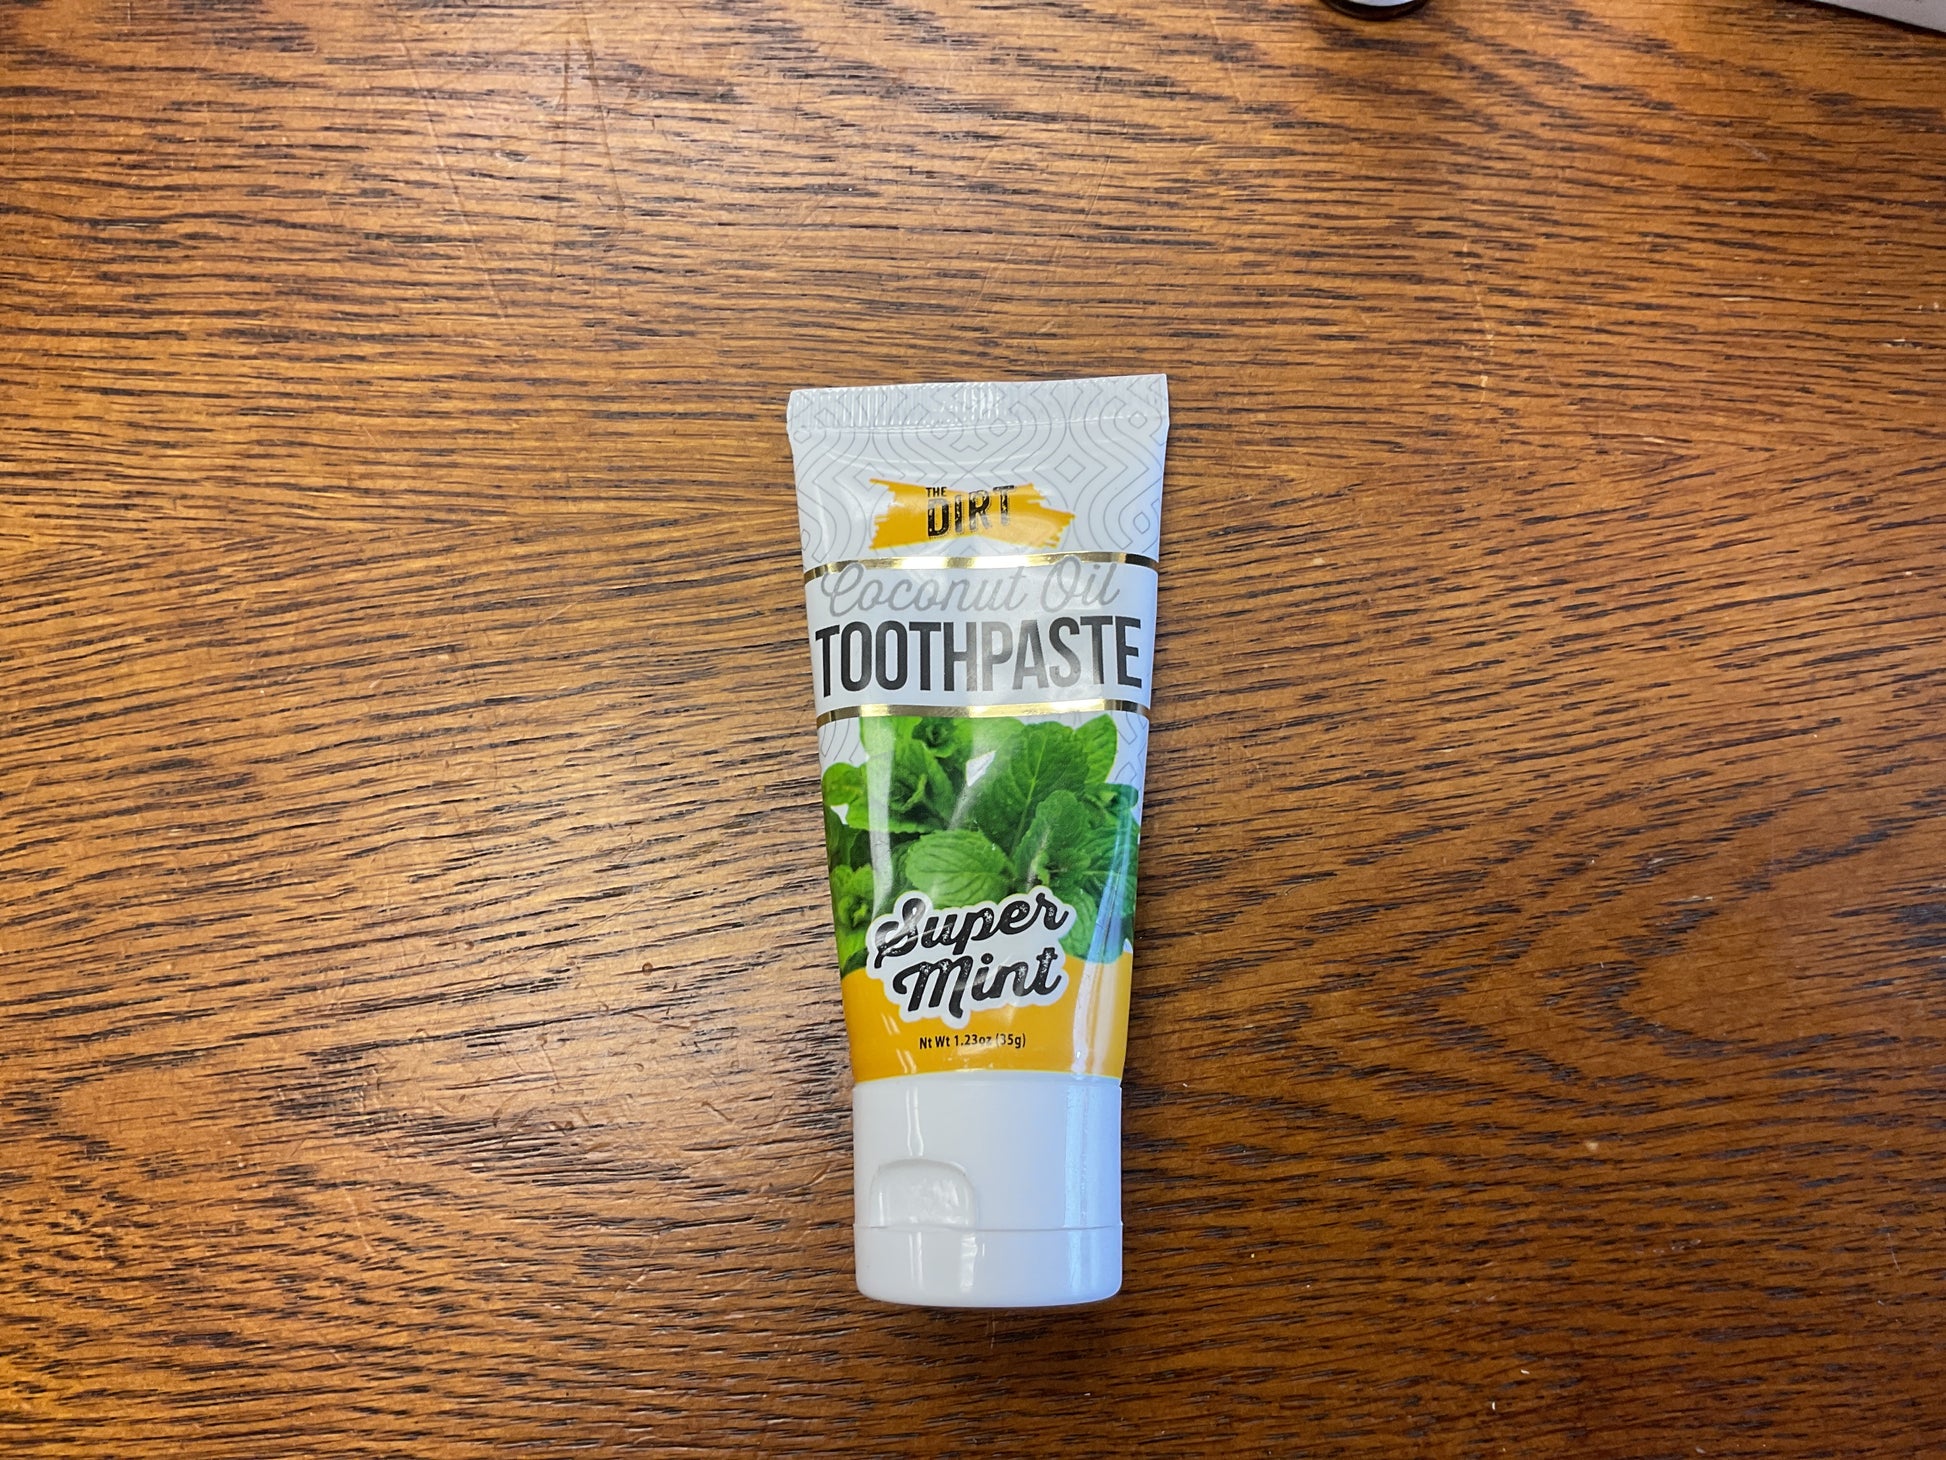 THE
DIRT
Coconut Oil
TOOTHPASTE
Super
Mint
Nt Wt 1.23oz (35g)